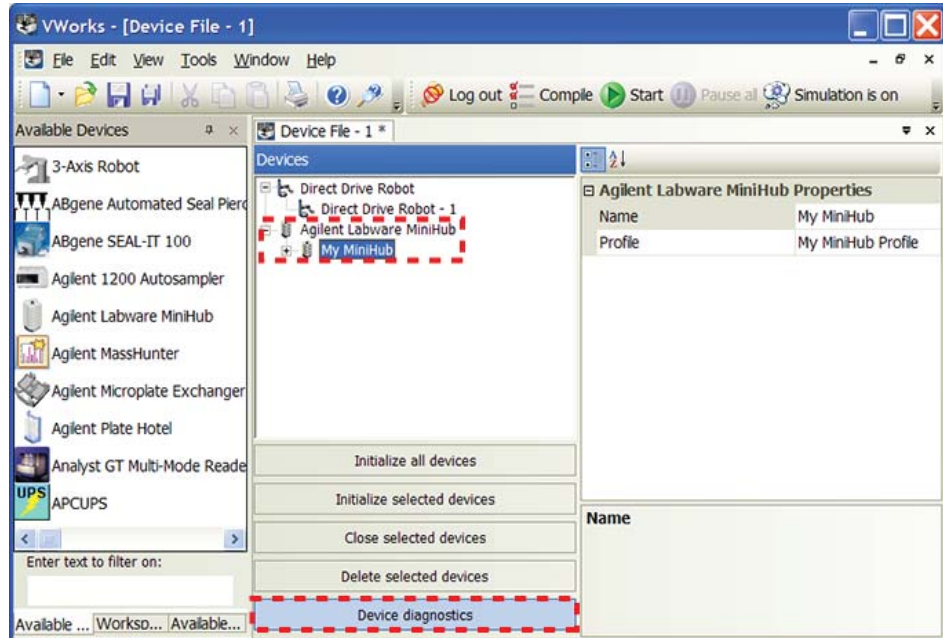 VWorks - [Device File - 1]
File Edit View Tools Window Help
Log out Compile Start Pause all Simulation is on
Available Devices
3-Axis Robot
ABgene Automated Seal Pierc
ABgene SEAL-IT 100
Agilent 1200 Autosampler
Agilent Labware MiniHub
Agilent MassHunter
Agilent Microplate Exchanger
Agilent Plate Hotel
Analyst GT Multi-Mode Reade
UPS
APCUPS
Enter text to filter on:
Available ... Worksp... Available...
Device File - 1 *
Devices
Direct Drive Robot
Direct Drive Robot - 1
Agilent Labware MiniHub
My MiniHub
Initialize all devices
Initialize selected devices
Close selected devices
Delete selected devices
Device diagnostics
Agilent Labware MiniHub Properties
Name My MiniHub
Profile My MiniHub Profile
Name